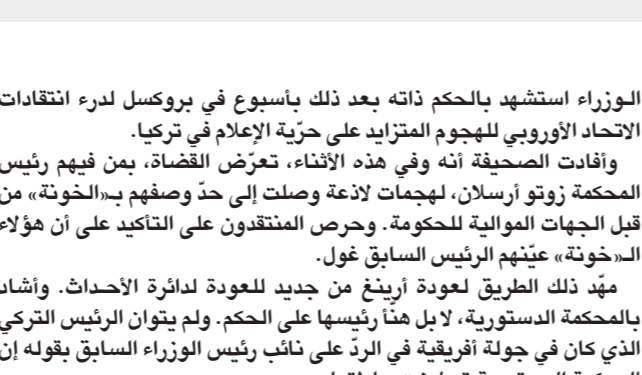 الـوزراء استشهد بالحكم ذاته بعد ذلك بأسبوع في بروكسل لدرء انتقادات
الاتحاد الأوروبي للهجوم المتزايد على حرّية الإعلام في تركيا.
وأفادت الصحيفة أنه وفي هذه الأثناء، تعرّض القضاة، بمن فيهم رئيس
المحكمة زوتو أرسلان، لهجمات لاذعة وصلت إلى حدّ وصفهم بـ«الخونة» من
قبل الجهات الموالية للحكومة. وحرص المنتقدون على التأكيد على أن هؤلاء
الـ«خونة» عيّنهم الرئيس السابق غول.
مهّد ذلك الطريق لعودة أرينغ من جديد للعودة لدائرة الأحـداث. وأشاد
بالمحكمة الدستورية، لا بل هنّأ رئيسها على الحكم. ولم يتوان الرئيس التركي
الذي كان في جولة أفريقية في الردّ على نائب رئيس الوزراء السابق بقوله إن